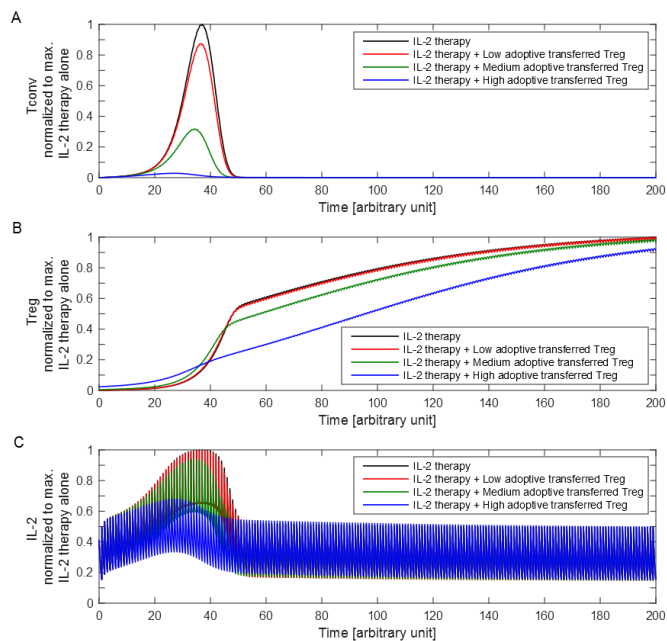 A
Tconv
normalized to max.
IL-2 therapy alone
1
0.8
0.6
0.4
0.2
0
IL-2 therapy
IL-2 therapy + Low adoptive transferred Treg
IL-2 therapy + Medium adoptive transferred Treg
IL-2 therapy + High adoptive transferred Treg
0 20 40 60 80 100 120 140 160 180 200
Time [arbitrary unit]
B
Treg
normalized to max.
IL-2 therapy alone
1
0.8
0.6
0.4
0.2
0
IL-2 therapy
IL-2 therapy + Low adoptive transferred Treg
IL-2 therapy + Medium adoptive transferred Treg
IL-2 therapy + High adoptive transferred Treg
0 20 40 60 80 100 120 140 160 180 200
Time [arbitrary unit]
C
IL-2
normalized to max.
IL-2 therapy alone
1
0.8
0.6
0.4
0.2
0
IL-2 therapy
IL-2 therapy + Low adoptive transferred Treg
IL-2 therapy + Medium adoptive transferred Treg
IL-2 therapy + High adoptive transferred Treg
0 20 40 60 80 100 120 140 160 180 200
Time [arbitrary unit]